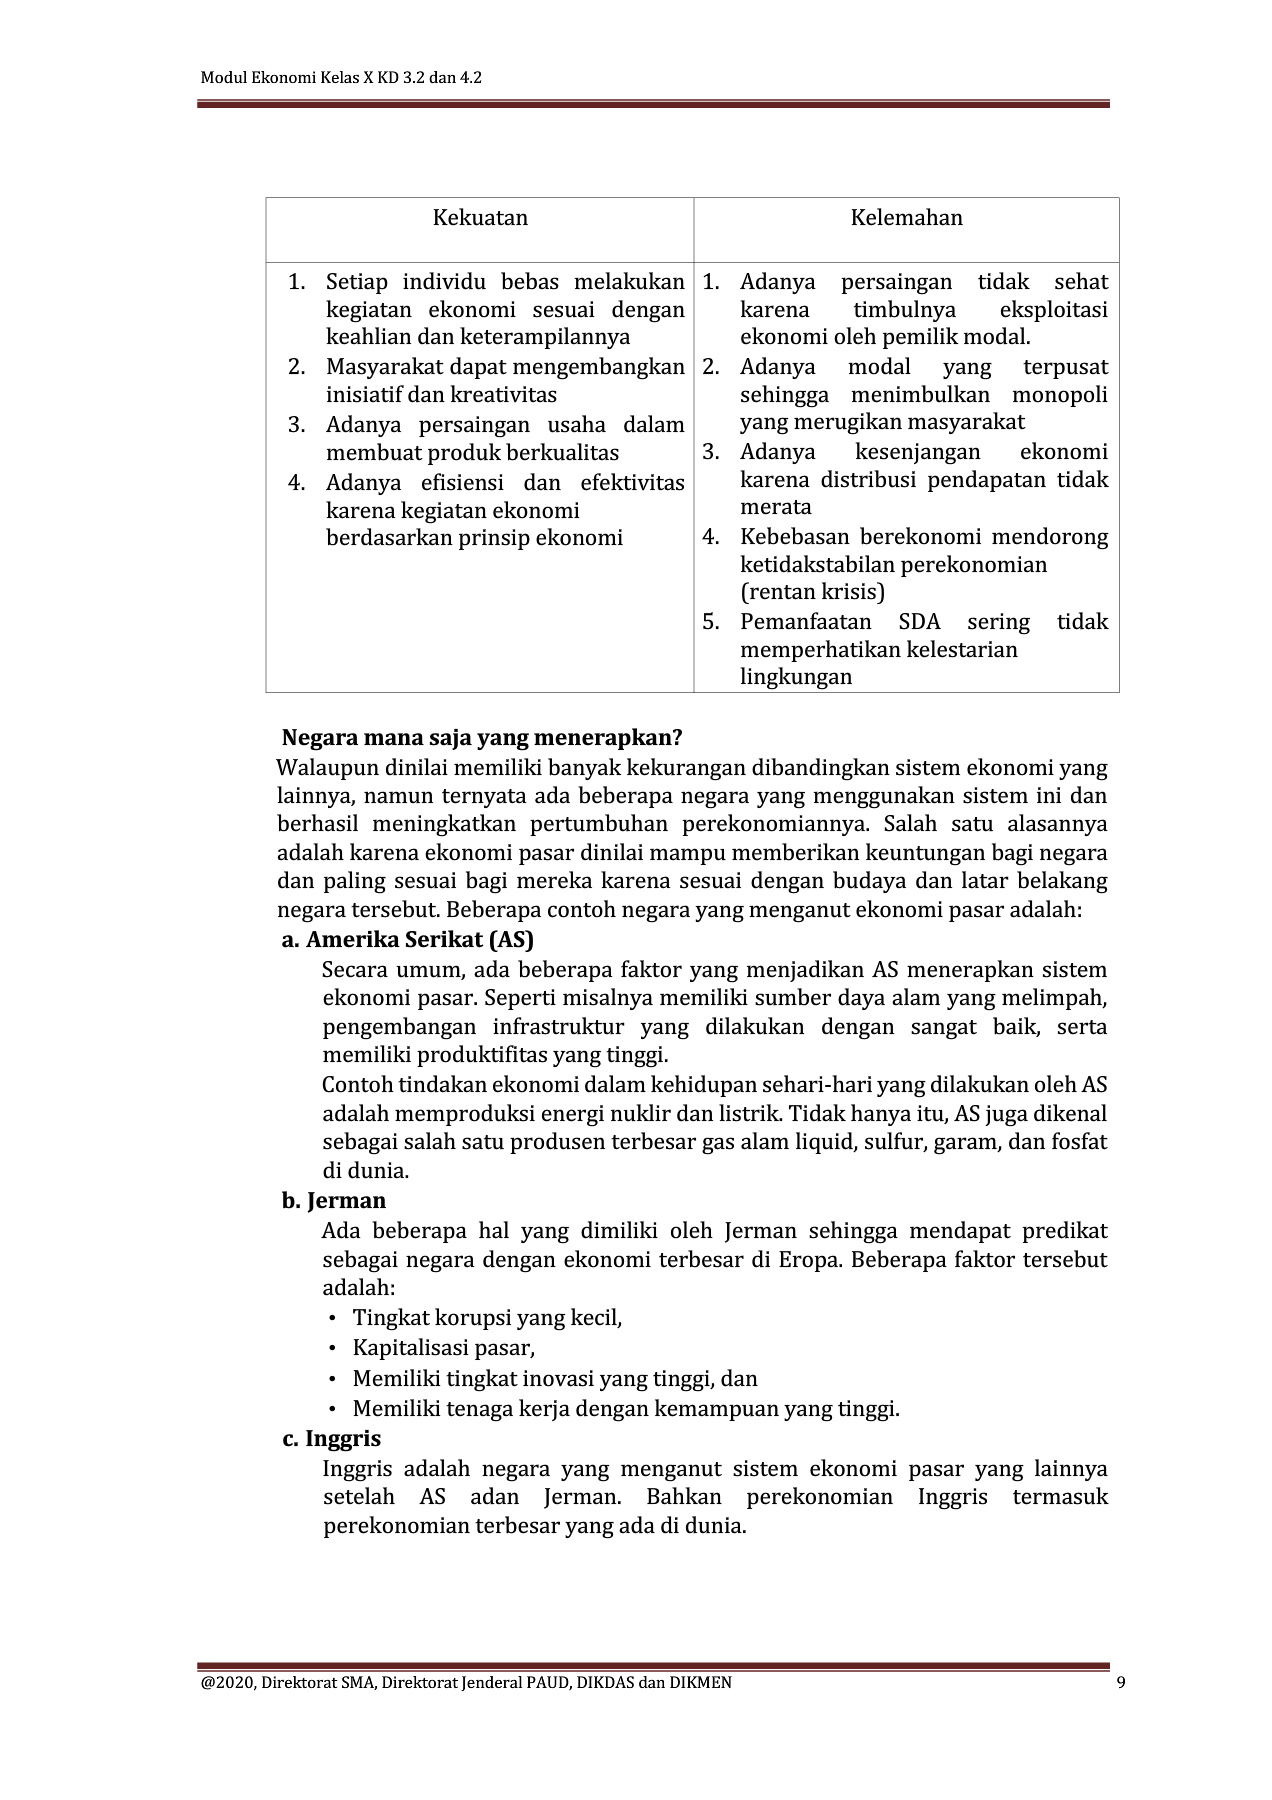 Modul Ekonomi Kelas X KD 3.2 dan 4.2
Kekuatan
Kelemahan
1. Setiap individu bebas melakukan
kegiatan ekonomi sesuai dengan
keahlian dan keterampilannya
2. Masyarakat dapat mengembangkan
inisiatif dan kreativitas
3. Adanya persaingan usaha dalam
membuat produk berkualitas
4. Adanya efisiensi dan efektivitas
karena kegiatan ekonomi
berdasarkan prinsip ekonomi
1. Adanya persaingan tidak sehat
karena timbulnya eksploitasi
ekonomi oleh pemilik modal.
2. Adanya modal yang terpusat
sehingga menimbulkan monopoli
yang merugikan masyarakat
3. Adanya kesenjangan ekonomi
karena distribusi pendapatan tidak
merata
4. Kebebasan berekonomi mendorong
ketidakstabilan perekonomian
(rentan krisis)
5. Pemanfaatan SDA sering tidak
memperhatikan kelestarian
lingkungan
Negara mana saja yang menerapkan?
Walaupun dinilai memiliki banyak kekurangan dibandingkan sistem ekonomi yang
lainnya, namun ternyata ada beberapa negara yang menggunakan sistem ini dan
berhasil meningkatkan pertumbuhan perekonomiannya. Salah satu alasannya
adalah karena ekonomi pasar dinilai mampu memberikan keuntungan bagi negara
dan paling sesuai bagi mereka karena sesuai dengan budaya dan latar belakang
negara tersebut. Beberapa contoh negara yang menganut ekonomi pasar adalah:
a. Amerika Serikat (AS)
Secara umum, ada beberapa faktor yang menjadikan AS menerapkan sistem
ekonomi pasar. Seperti misalnya memiliki sumber daya alam yang melimpah,
pengembangan infrastruktur yang dilakukan dengan sangat baik, serta
memiliki produktifitas yang tinggi.
Contoh tindakan ekonomi dalam kehidupan sehari-hari yang dilakukan oleh AS
adalah memproduksi energi nuklir dan listrik. Tidak hanya itu, AS juga dikenal
sebagai salah satu produsen terbesar gas alam liquid, sulfur, garam, dan fosfat
di dunia.
b. Jerman
Ada beberapa hal yang dimiliki oleh Jerman sehingga mendapat predikat
sebagai negara dengan ekonomi terbesar di Eropa. Beberapa faktor tersebut
adalah:
• Tingkat korupsi yang kecil,
• Kapitalisasi pasar,
• Memiliki tingkat inovasi yang tinggi, dan
• Memiliki tenaga kerja dengan kemampuan yang tinggi.
c. Inggris
Inggris adalah negara yang menganut sistem ekonomi pasar yang lainnya
setelah AS adan Jerman. Bahkan perekonomian Inggris termasuk
perekonomian terbesar yang ada di dunia.
@2020, Direktorat SMA, Direktorat Jenderal PAUD, DIKDAS dan DIKMEN 9